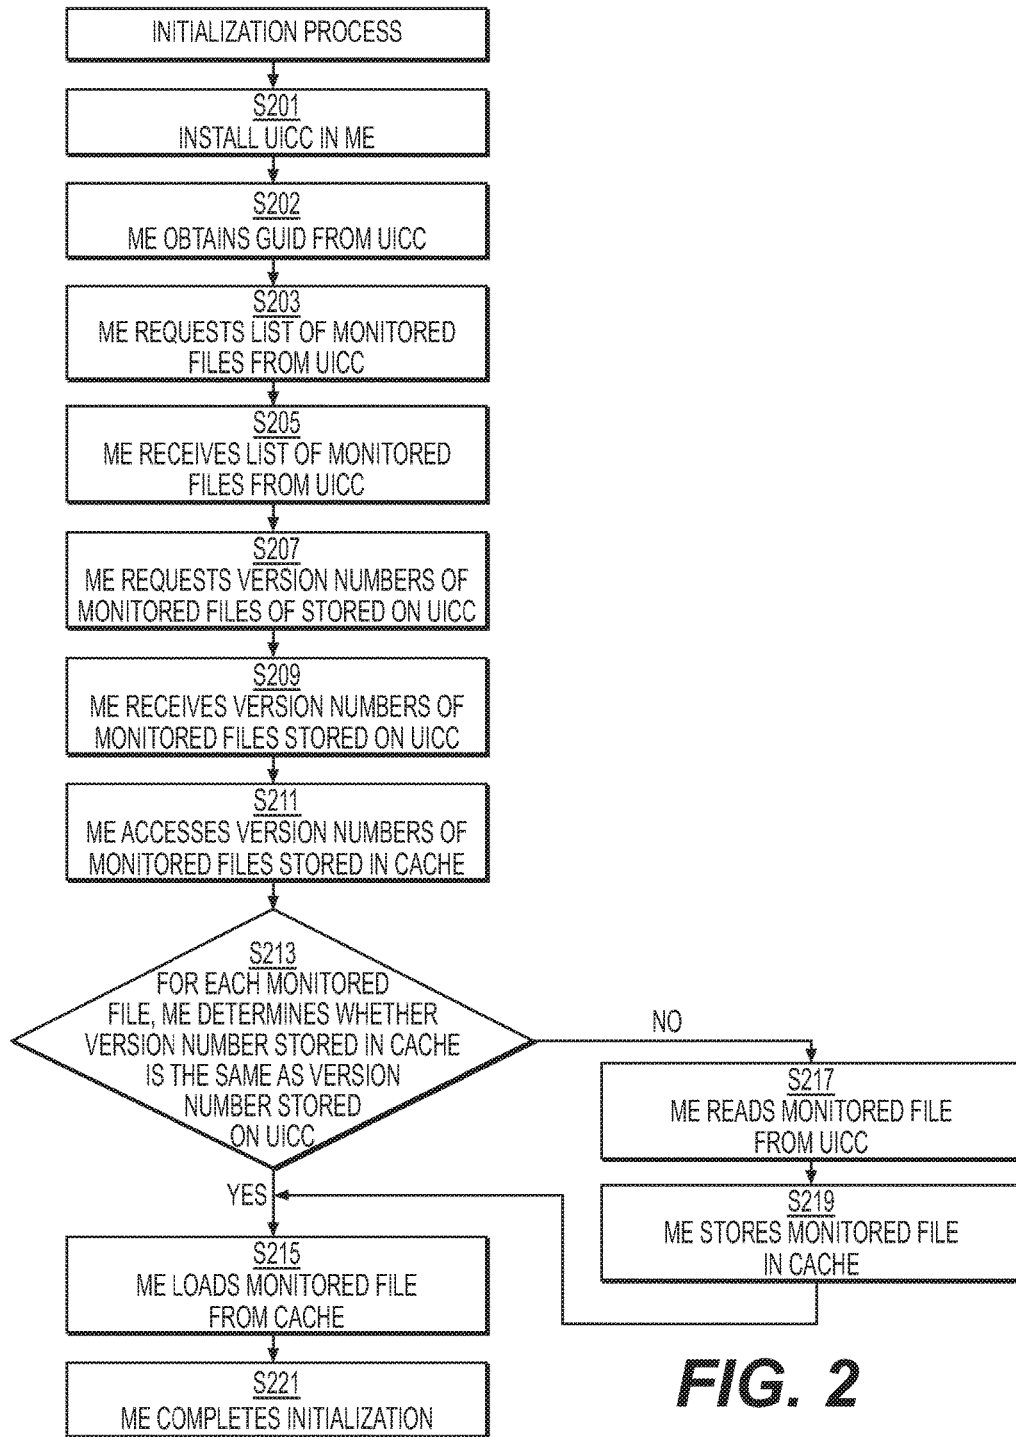 INITIALIZATION PROCESS
S201
INSTALL UICC IN ME
S202
ME OBTAINS GUID FROM UICC
S203
ME REQUESTS LIST OF MONITORED
FILES FROM UICC
S205
ME RECEIVES LIST OF MONITORED
FILES FROM UICC
S207
ME REQUESTS VERSION NUMBERS OF
MONITORED FILES OF STORED ON UICC
S209
ME RECEIVES VERSION NUMBERS OF
MONITORED FILES STORED ON UICC
S211
ME ACCESSES VERSION NUMBERS OF
MONITORED FILES STORED IN CACHE
S213
FOR EACH MONITORED
FILE, ME DETERMINES WHETHER
VERSION NUMBER STORED IN CACHE
IS THE SAME AS VERSION
NUMBER STORED
ON UICC
NO
S217
ME READS MONITORED FILE
FROM UICC
S219
ME STORES MONITORED FILE
IN CACHE
YES
S215
ME LOADS MONITORED FILE
FROM CACHE
S221
ME COMPLETES INITIALIZATION
FIG. 2